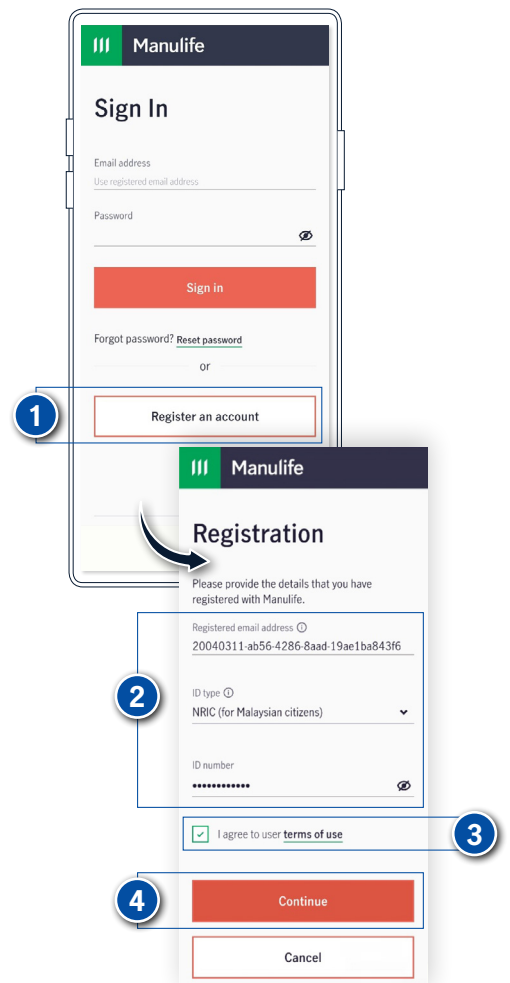 Manulife
Sign In
Email address
Use registered email address
Password
Sign in
Forgot password? Reset password
or
1
Register an account
Manulife
Registration
Please provide the details that you have
registered with Manulife.
Registered email address
20040311-ab56-4286-8aad-19ae1ba843f6
2
ID type
NRIC (for Malaysian citizens)
ID number
••••••••••••
I agree to user terms of use
3
4
Continue
Cancel